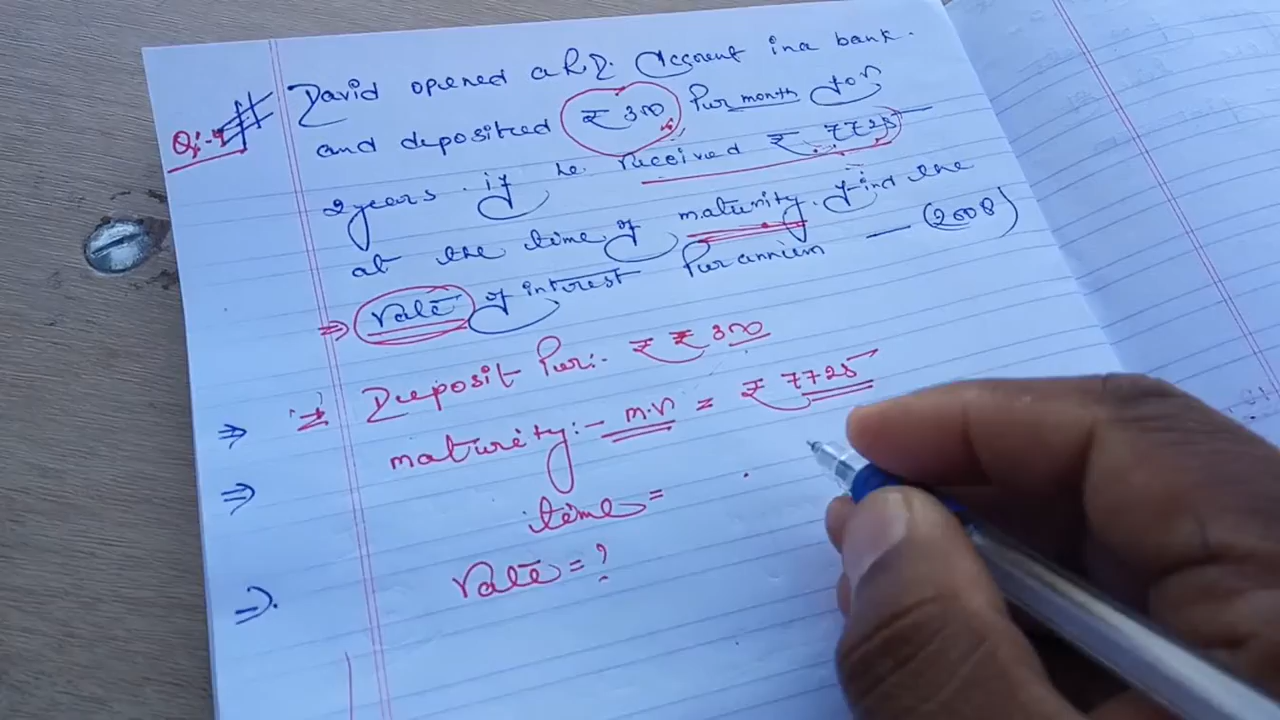 Q:-4 David opened a R.D. Account in a bank.
and deposited ₹ 300 Per month for
2 years. if he received ₹ 7725
at the time of maturity. find the
⇒ rate of interest Per annum — (2008)
⇒ Deposit Per:- ₹ ₹ 300
maturity:- m.v = ₹ 7725
⇒ time =
rate = ?
⇒.